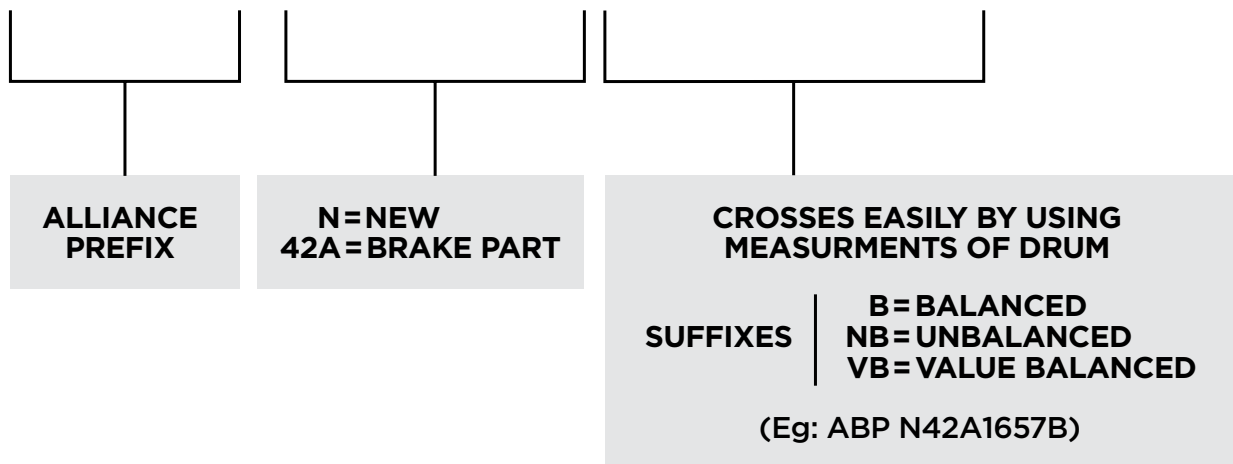 ALLIANCE
PREFIX
N=NEW
42A=BRAKE PART
CROSSES EASILY BY USING
MEASURMENTS OF DRUM
SUFFIXES
B=BALANCED
NB=UNBALANCED
VB=VALUE BALANCED
(Eg: ABP N42A1657B)